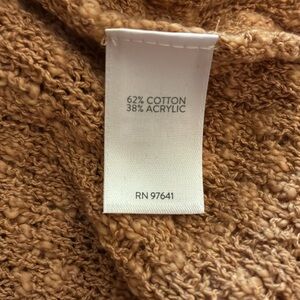 62% COTTON
38% ACRYLIC
RN 97641